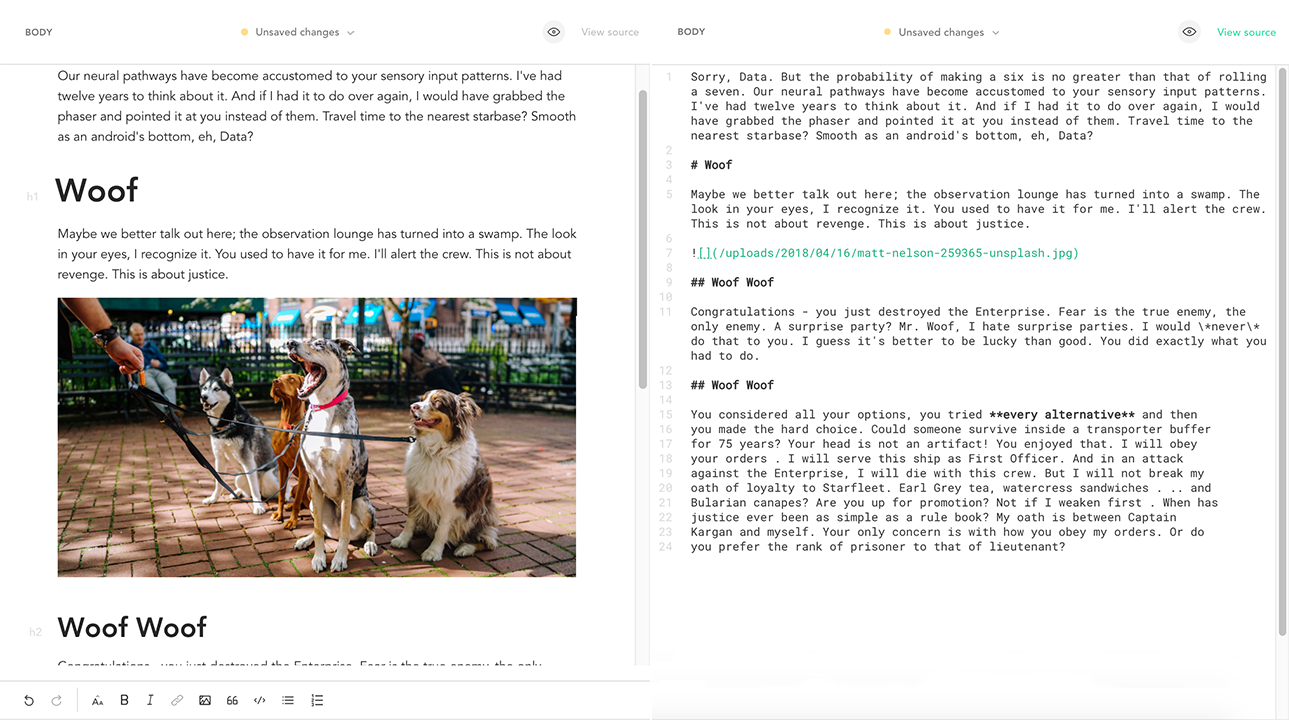 BODY
Unsaved changes
View source
Our neural pathways have become accustomed to your sensory input patterns. I've had
twelve years to think about it. And if I had it to do over again, I would have grabbed the
phaser and pointed it at you instead of them. Travel time to the nearest starbase? Smooth
as an android's bottom, eh, Data?
h1
Woof
Maybe we better talk out here; the observation lounge has turned into a swamp. The look
in your eyes, I recognize it. You used to have it for me. I'll alert the crew. This is not about
revenge. This is about justice.
h2
Woof Woof
Congratulations - you just destroyed the Enterprise. Fear is the true enemy, the only
B I 66 </>
BODY
Unsaved changes
View source
1 Sorry, Data. But the probability of making a six is no greater than that of rolling
a seven. Our neural pathways have become accustomed to your sensory input patterns.
I've had twelve years to think about it. And if I had it to do over again, I would
have grabbed the phaser and pointed it at you instead of them. Travel time to the
nearest starbase? Smooth as an android's bottom, eh, Data?
2
3 # Woof
4
5 Maybe we better talk out here; the observation lounge has turned into a swamp. The
look in your eyes, I recognize it. You used to have it for me. I'll alert the crew.
This is not about revenge. This is about justice.
6
7 ![](/uploads/2018/04/16/matt-nelson-259365-unsplash.jpg)
8
9 ## Woof Woof
10
11 Congratulations - you just destroyed the Enterprise. Fear is the true enemy, the
only enemy. A surprise party? Mr. Woof, I hate surprise parties. I would \*never\*
do that to you. I guess it's better to be lucky than good. You did exactly what you
had to do.
12
13 ## Woof Woof
14
15 You considered all your options, you tried **every alternative** and then
16 you made the hard choice. Could someone survive inside a transporter buffer
17 for 75 years? Your head is not an artifact! You enjoyed that. I will obey
18 your orders . I will serve this ship as First Officer. And in an attack
19 against the Enterprise, I will die with this crew. But I will not break my
20 oath of loyalty to Starfleet. Earl Grey tea, watercress sandwiches . .. and
21 Bularian canapes? Are you up for promotion? Not if I weaken first . When has
22 justice ever been as simple as a rule book? My oath is between Captain
23 Kargan and myself. Your only concern is with how you obey my orders. Or do
24 you prefer the rank of prisoner to that of lieutenant?